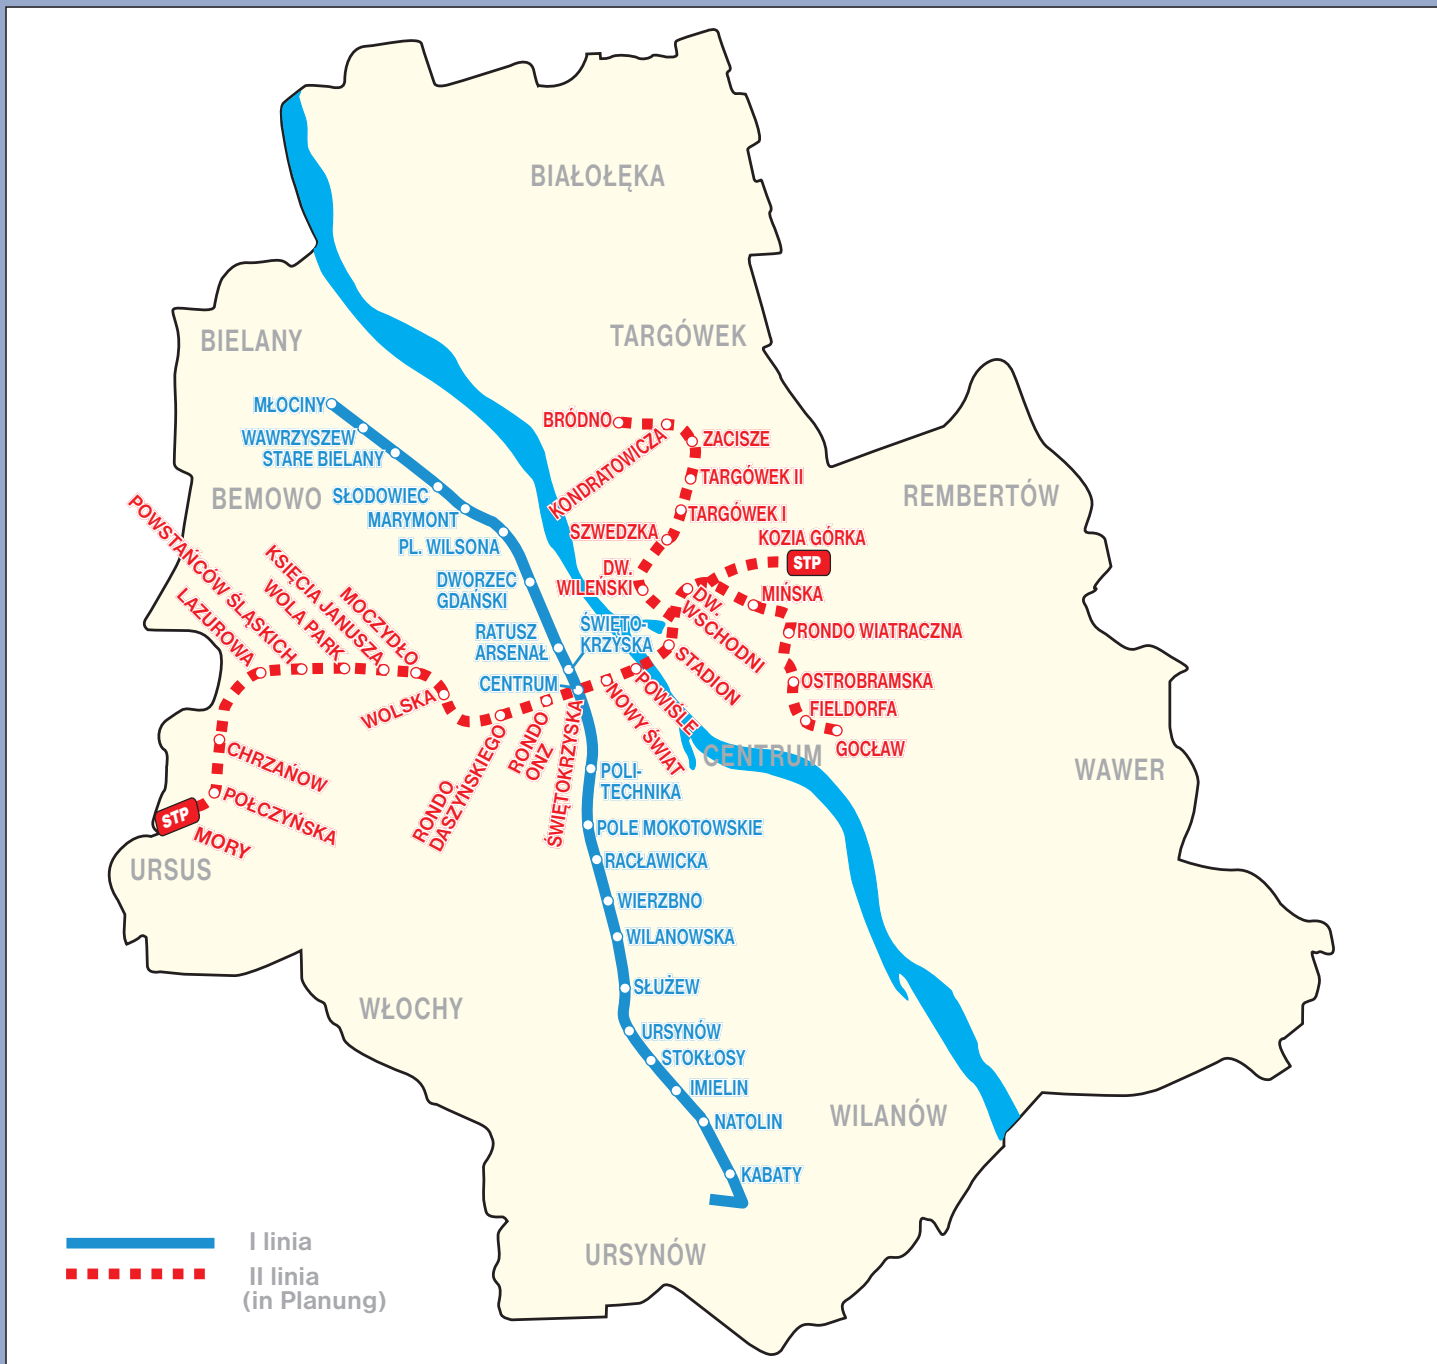 BIAŁOŁĘKA
BIELANY
TARGÓWEK
MŁOCINY
WAWRZYSZEW
STARE BIELANY
BEMOWO
SŁODOWIEC
MARYMONT
PL. WILSONA
DWORZEC
GDAŃSKI
RATUSZ
ARSENAŁ
ŚWIĘTO-
KRZYSKA
CENTRUM
BRÓDNO
KONDRATOWICZA
ZACISZE
TARGÓWEK II
TARGÓWEK I
SZWEDZKA
DW.
WILEŃSKI
KOZIA GÓRKA
STP
REMBERTÓW
MIŃSKA
DW.
WSCHODNI
RONDO WIATRACZNA
STADION
OSTROBRAMSKA
FIELDORFA
GOCŁAW
POWIŚLE
NOWY ŚWIAT
CENTRUM
WAWER
POWSTAŃCÓW ŚLĄSKICH
LAZUROWA
KSIĘCIA JANUSZA
WOLA PARK
MOCZYDŁO
WOLSKA
CHRZANÓW
POŁCZYŃSKA
STP
MORY
URSUS
RONDO
DASZYŃSKIEGO
RONDO
ONZ
ŚWIĘTOKRZYSKA
POLI-
TECHNIKA
POLE MOKOTOWSKIE
RACŁAWICKA
WIERZBNO
WILANOWSKA
SŁUŻEW
WŁOCHY
URSYNÓW
STOKŁOSY
IMIELIN
NATOLIN
WILANÓW
KABATY
URSYNÓW
I linia
II linia
(in Planung)